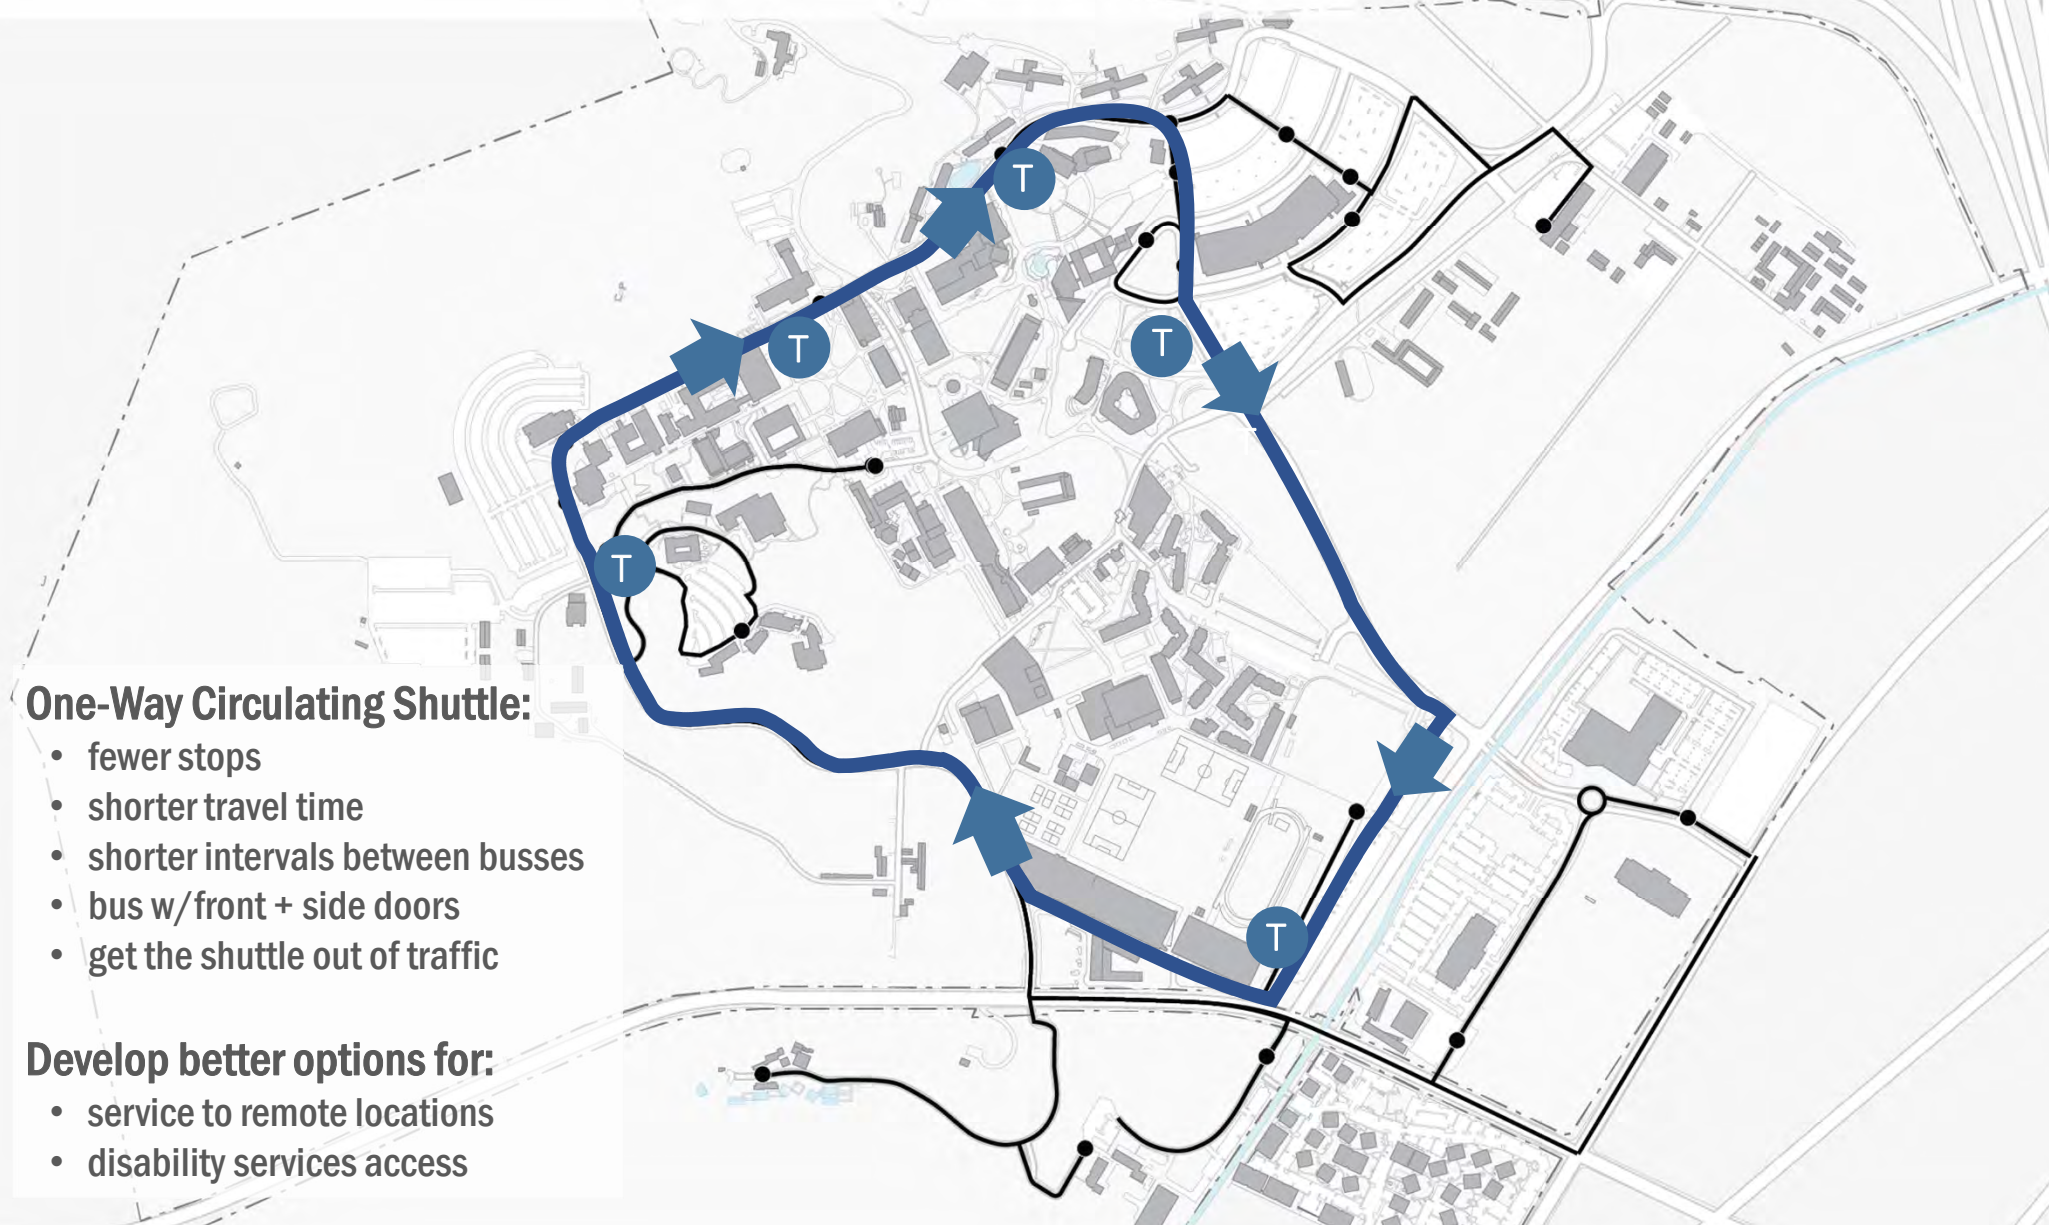 T
T
T
T
One-Way Circulating Shuttle:
• fewer stops
• shorter travel time
• shorter intervals between busses
• bus w/front + side doors
• get the shuttle out of traffic
T
Develop better options for:
• service to remote locations
• disability services access